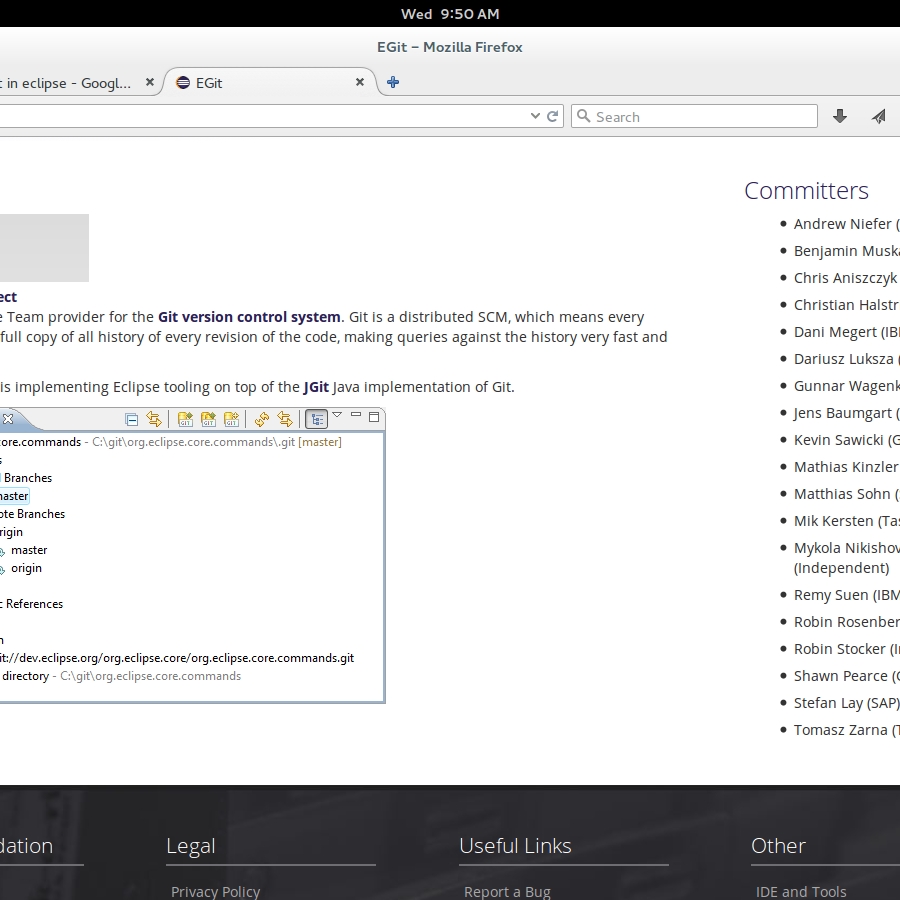 Wed 9:50 AM
EGit – Mozilla Firefox
in eclipse - Googl...
EGit
Search
Committers
Andrew Niefer (
Benjamin Muska
Chris Aniszczyk
Christian Halstr
Dani Megert (IB
Dariusz Luksza (
Gunnar Wagenk
Jens Baumgart (
Kevin Sawicki (G
Mathias Kinzler
Matthias Sohn (
Mik Kersten (Tas
Mykola Nikishov
(Independent)
Remy Suen (IBM
Robin Rosenber
Robin Stocker (I
Shawn Pearce (
Stefan Lay (SAP)
Tomasz Zarna (
ect
e Team provider for the Git version control system. Git is a distributed SCM, which means every
full copy of all history of every revision of the code, making queries against the history very fast and
is implementing Eclipse tooling on top of the JGit Java implementation of Git.
GIT GIT GIT
core.commands - C:\git\org.eclipse.core.commands\.git [master]
s
Branches
naster
ote Branches
rigin
master
origin
c References
n
it://dev.eclipse.org/org.eclipse.core/org.eclipse.core.commands.git
directory - C:\git\org.eclipse.core.commands
dation
Legal
Useful Links
Other
Privacy Policy
Report a Bug
IDE and Tools